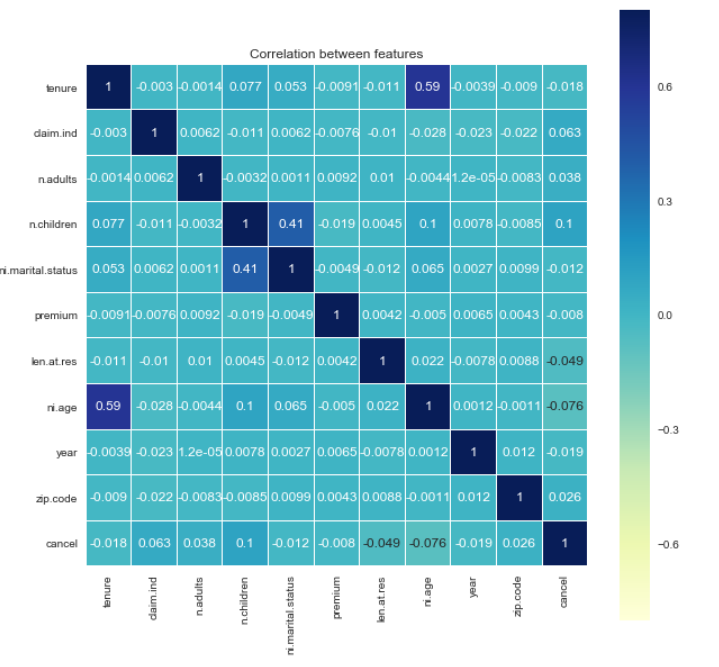 Correlation between features
tenure 1 -0.003 -0.0014 0.077 0.053 -0.0091 -0.011 0.59 -0.0039 -0.009 -0.018
claim.ind -0.003 1 0.0062 -0.011 0.0062 -0.0076 -0.01 -0.028 -0.023 -0.022 0.063
n.adults -0.0014 0.0062 1 -0.0032 0.0011 0.0092 0.01 -0.0044 1.2e-05 -0.0083 0.038
n.children 0.077 -0.011 -0.0032 1 0.41 -0.019 0.0045 0.1 0.0078 -0.0085 0.1
ni.marital.status 0.053 0.0062 0.0011 0.41 1 -0.0049 -0.012 0.065 0.0027 0.0099 -0.012
premium -0.0091 -0.0076 0.0092 -0.019 -0.0049 1 0.0042 -0.005 0.0065 0.0043 -0.008
len.at.res -0.011 -0.01 0.01 0.0045 -0.012 0.0042 1 0.022 -0.0078 0.0088 -0.049
ni.age 0.59 -0.028 -0.0044 0.1 0.065 -0.005 0.022 1 0.0012 -0.0011 -0.076
year -0.0039 -0.023 1.2e-05 0.0078 0.0027 0.0065 -0.0078 0.0012 1 0.012 -0.019
zip.code -0.009 -0.022 -0.0083 -0.0085 0.0099 0.0043 0.0088 -0.0011 0.012 1 0.026
cancel -0.018 0.063 0.038 0.1 -0.012 -0.008 -0.049 -0.076 -0.019 0.026 1
tenure
claim.ind
n.adults
n.children
ni.marital.status
premium
len.at.res
ni.age
year
zip.code
cancel
0.6
0.3
0.0
-0.3
-0.6